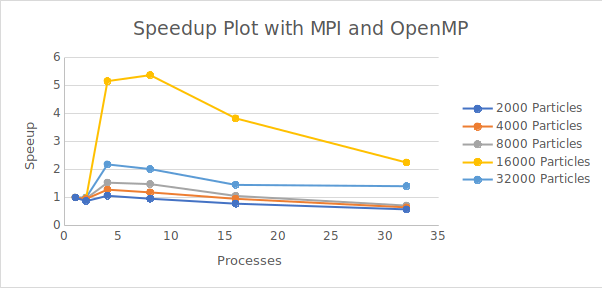 Speedup Plot with MPI and OpenMP
6
5
4
3
2
1
0
Speeup
0 5 10 15 20 25 30 35
Processes
2000 Particles
4000 Particles
8000 Particles
16000 Particles
32000 Particles